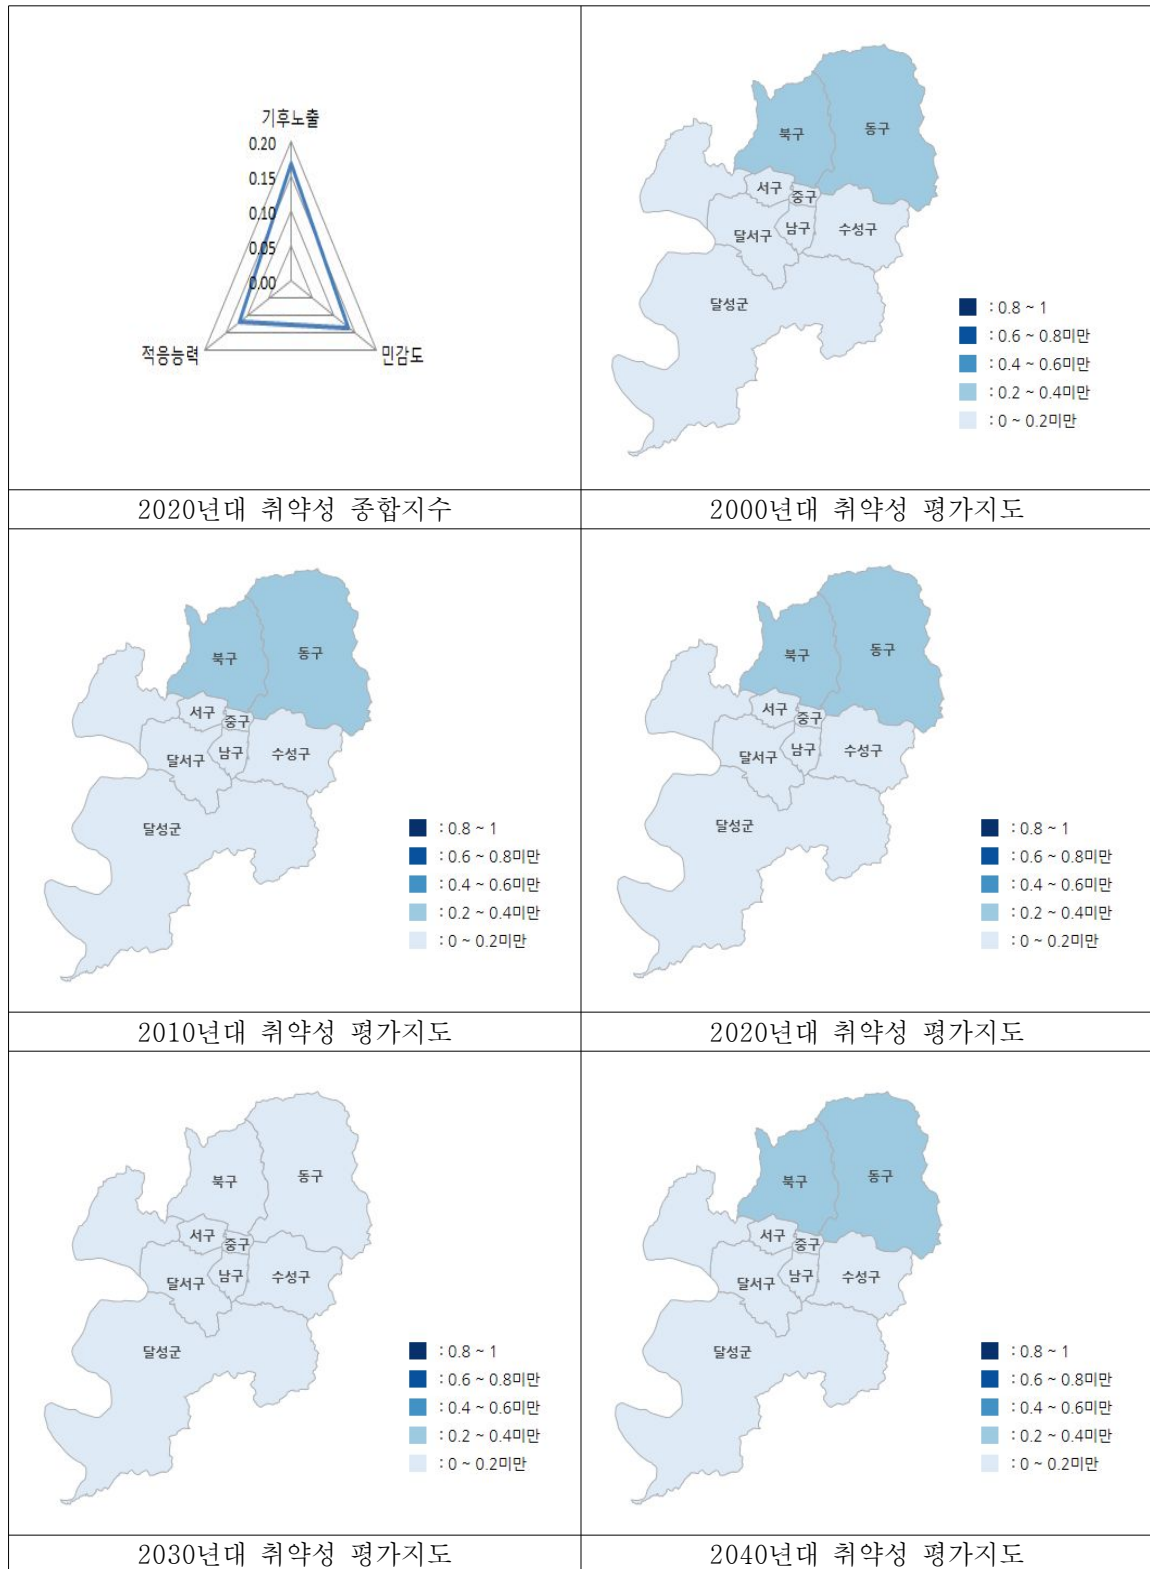 기후노출
0.20
0.15
0.10
0.05
0.00
적응능력
민감도
2020년대 취약성 종합지수
북구
동구
서구
중구
달서구
남구
수성구
달성군
: 0.8 ~ 1
: 0.6 ~ 0.8미만
: 0.4 ~ 0.6미만
: 0.2 ~ 0.4미만
: 0 ~ 0.2미만
2000년대 취약성 평가지도
북구
동구
서구
중구
달서구
남구
수성구
달성군
: 0.8 ~ 1
: 0.6 ~ 0.8미만
: 0.4 ~ 0.6미만
: 0.2 ~ 0.4미만
: 0 ~ 0.2미만
2010년대 취약성 평가지도
북구
동구
서구
중구
달서구
남구
수성구
달성군
: 0.8 ~ 1
: 0.6 ~ 0.8미만
: 0.4 ~ 0.6미만
: 0.2 ~ 0.4미만
: 0 ~ 0.2미만
2020년대 취약성 평가지도
북구
동구
서구
중구
달서구
남구
수성구
달성군
: 0.8 ~ 1
: 0.6 ~ 0.8미만
: 0.4 ~ 0.6미만
: 0.2 ~ 0.4미만
: 0 ~ 0.2미만
2030년대 취약성 평가지도
북구
동구
서구
중구
달서구
남구
수성구
달성군
: 0.8 ~ 1
: 0.6 ~ 0.8미만
: 0.4 ~ 0.6미만
: 0.2 ~ 0.4미만
: 0 ~ 0.2미만
2040년대 취약성 평가지도